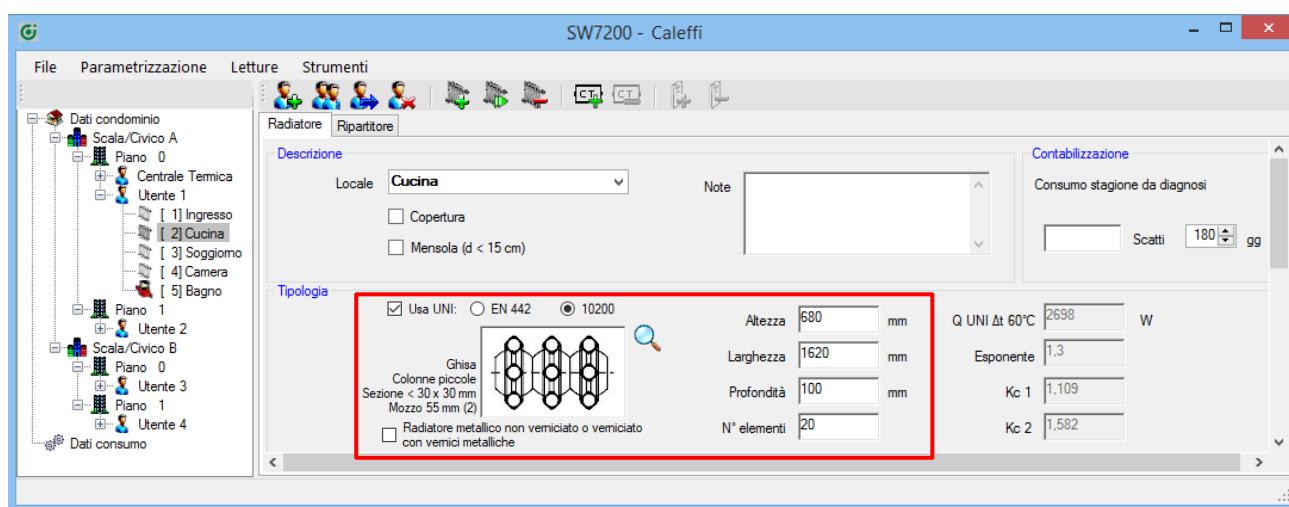 SW7200 - Caleffi
File Parametrizzazione Letture Strumenti
CT CT
Dati condominio
Scala/Civico A
Piano 0
Centrale Termica
Utente 1
[ 1] Ingresso
[ 2] Cucina
[ 3] Soggiorno
[ 4] Camera
[ 5] Bagno
Piano 1
Utente 2
Scala/Civico B
Piano 0
Utente 3
Piano 1
Utente 4
Dati consumo
Radiatore Ripartitore
Descrizione
Locale Cucina
Copertura
Mensola (d < 15 cm)
Note
Contabilizzazione
Consumo stagione da diagnosi
Scatti 180 gg
Tipologia
Usa UNI: EN 442 10200
Ghisa
Colonne piccole
Sezione < 30 x 30 mm
Mozzo 55 mm (2)
Radiatore metallico non verniciato o verniciato
con vernici metalliche
Altezza 680 mm
Larghezza 1620 mm
Profondità 100 mm
N° elementi 20
Q UNI Δt 60°C 2698 W
Esponente 1,3
Kc 1 1,109
Kc 2 1,582